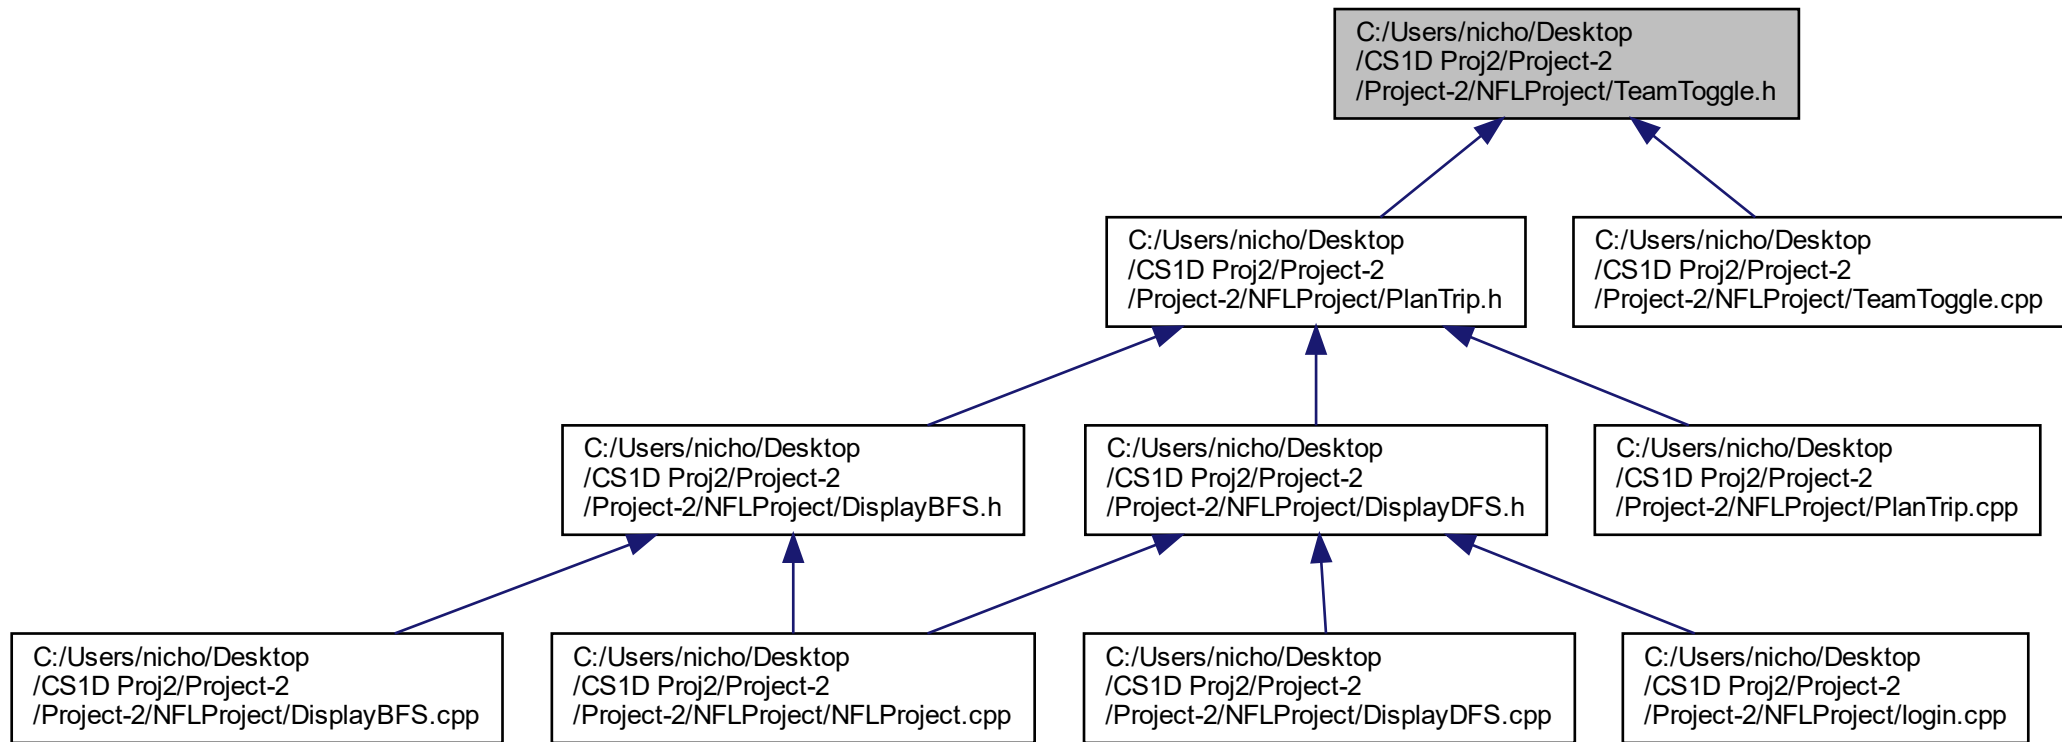 C:/Users/nicho/Desktop
/CS1D Proj2/Project-2
/Project-2/NFLProject/TeamToggle.h
C:/Users/nicho/Desktop
/CS1D Proj2/Project-2
/Project-2/NFLProject/PlanTrip.h
C:/Users/nicho/Desktop
/CS1D Proj2/Project-2
/Project-2/NFLProject/TeamToggle.cpp
C:/Users/nicho/Desktop
/CS1D Proj2/Project-2
/Project-2/NFLProject/DisplayBFS.h
C:/Users/nicho/Desktop
/CS1D Proj2/Project-2
/Project-2/NFLProject/DisplayDFS.h
C:/Users/nicho/Desktop
/CS1D Proj2/Project-2
/Project-2/NFLProject/PlanTrip.cpp
C:/Users/nicho/Desktop
/CS1D Proj2/Project-2
/Project-2/NFLProject/DisplayBFS.cpp
C:/Users/nicho/Desktop
/CS1D Proj2/Project-2
/Project-2/NFLProject/NFLProject.cpp
C:/Users/nicho/Desktop
/CS1D Proj2/Project-2
/Project-2/NFLProject/DisplayDFS.cpp
C:/Users/nicho/Desktop
/CS1D Proj2/Project-2
/Project-2/NFLProject/login.cpp